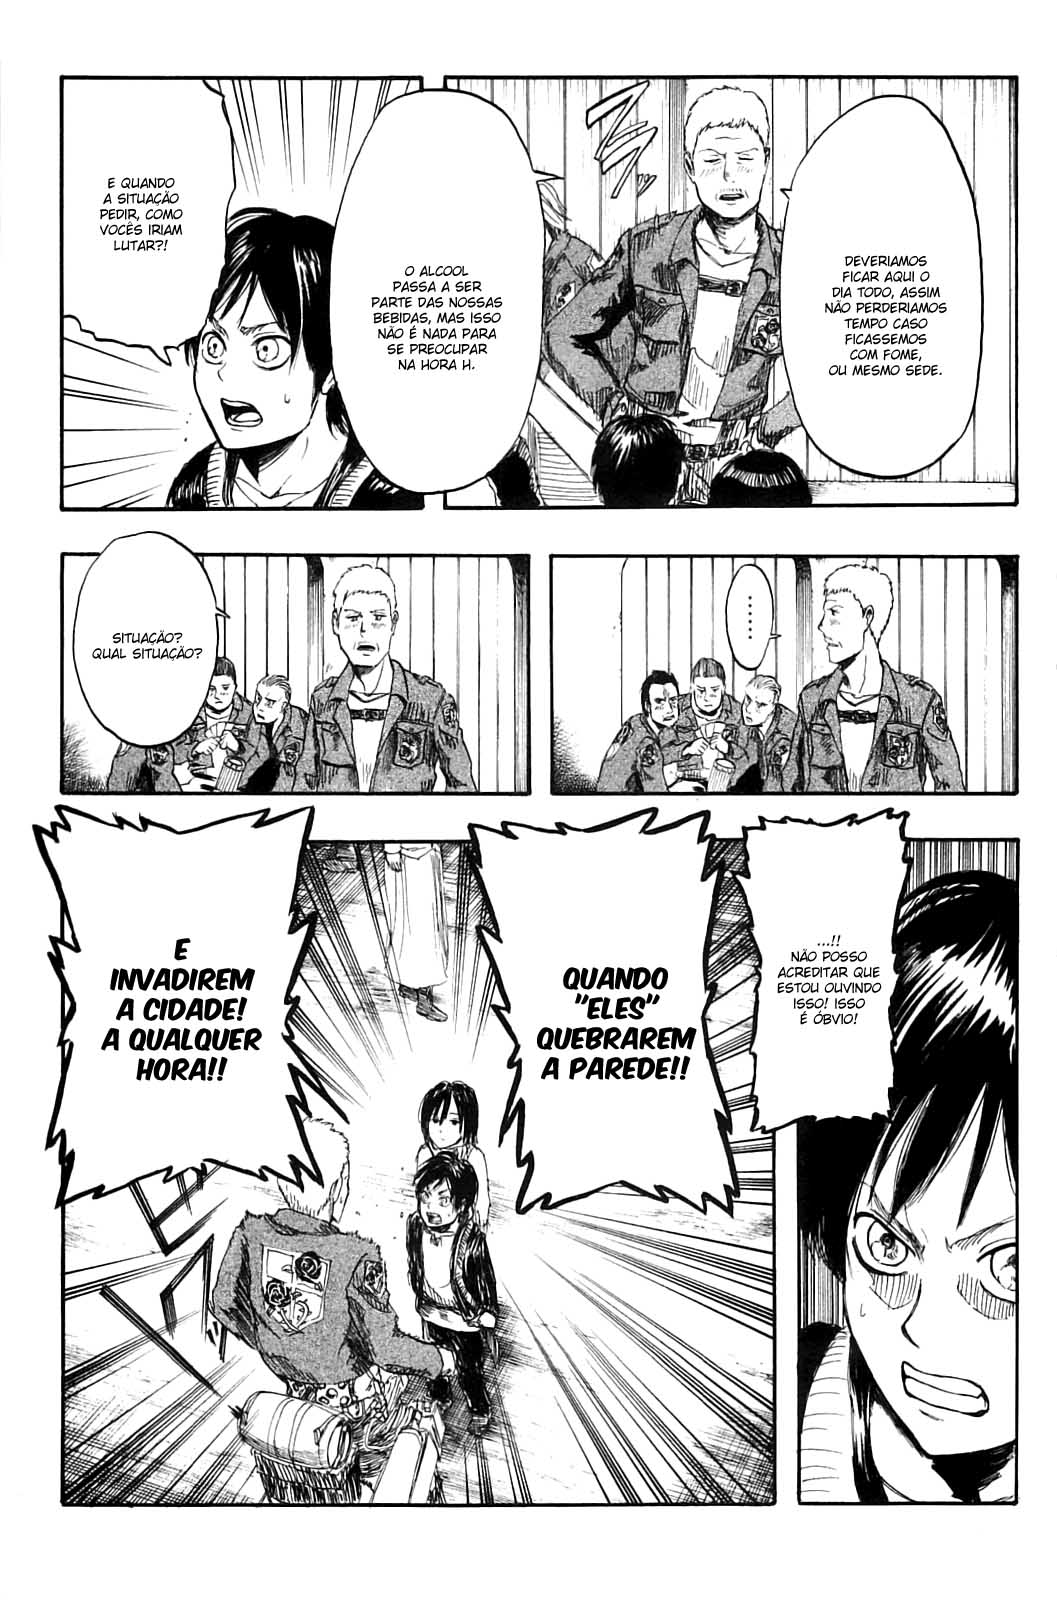 DEVERIAMOS
FICAR AQUI O
DIA TODO, ASSIM
NÃO PERDERIAMOS
TEMPO CASO
FICASSEMOS
COM FOME,
OU MESMO SEDE.
O ALCOOL
PASSA A SER
PARTE DAS NOSSAS
BEBIDAS, MAS ISSO
NÃO É NADA PARA
SE PREOCUPAR
NA HORA H.
E QUANDO
A SITUAÇÃO
PEDIR, COMO
VOCÊS IRIAM
LUTAR?!
......
SITUAÇÃO?
QUAL SITUAÇÃO?
...!!
NÃO POSSO
ACREDITAR QUE
ESTOU OUVINDO
ISSO! ISSO
É ÓBVIO!
QUANDO
"ELES"
QUEBRAREM
A PAREDE!!
E
INVADIREM
A CIDADE!
A QUALQUER
HORA!!